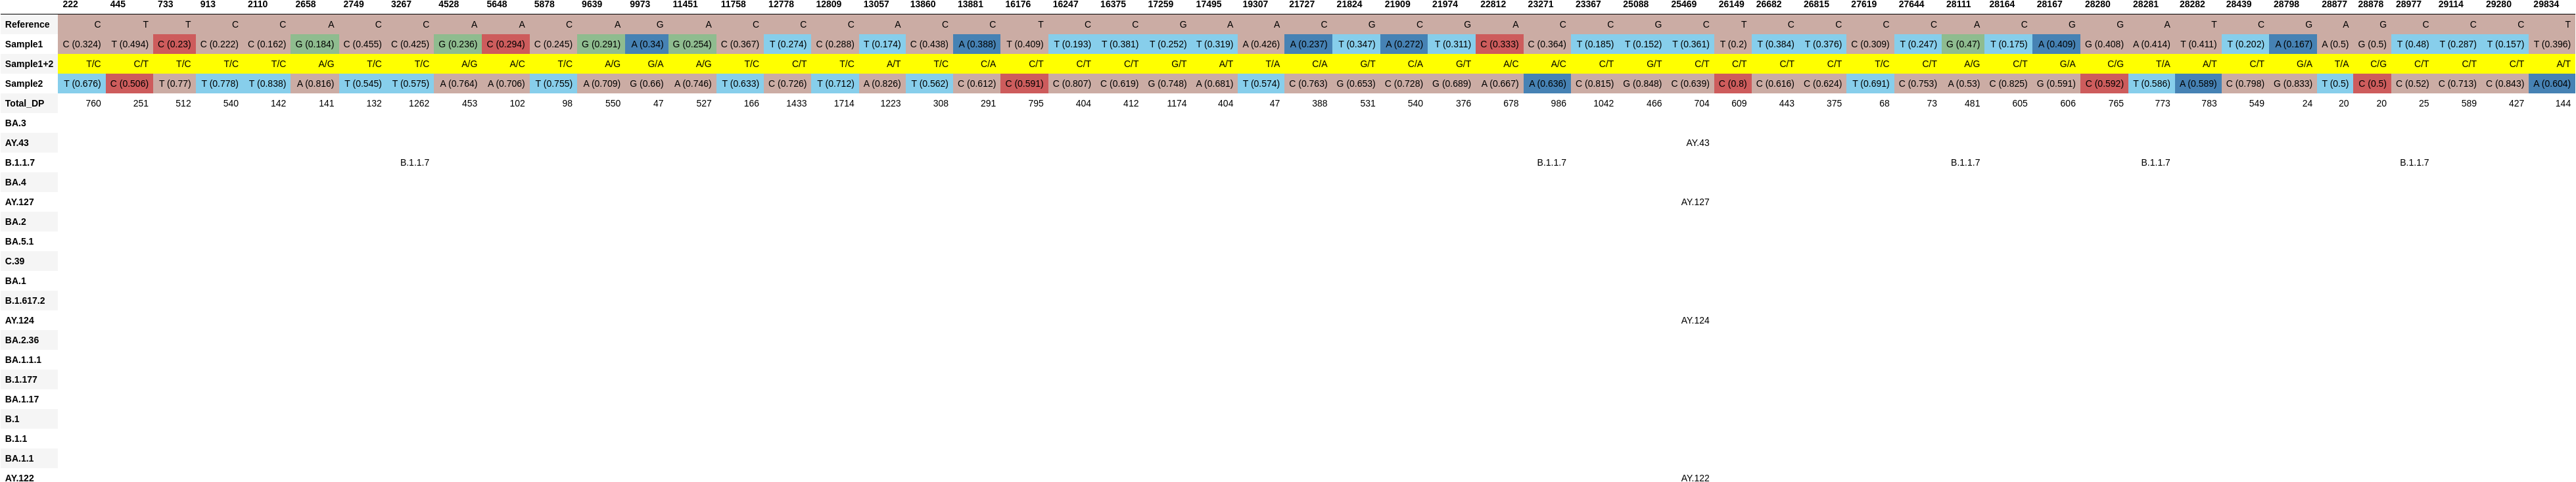 222 445 733 913 2110 2658 2749 3267 4528 5648 5878 9639 9973 11451 11758 12778 12809 13057 13860 13881 16176 16247 16375 17259 17495 19307 21727 21824 21909 21974 22812 23271 23367 25088 25469 26149 26682 26815 27619 27644 28111 28164 28167 28280 28281 28282 28439 28798 28877 28878 28977 29114 29280 29834
Reference C T T C C A C C A A C A G A C C C A C C T C C G A A C G C G A C C G C T C C C C A C G G A T C G A G C C C T
Sample1 C (0.324) T (0.494) C (0.23) C (0.222) C (0.162) G (0.184) C (0.455) C (0.425) G (0.236) C (0.294) C (0.245) G (0.291) A (0.34) G (0.254) C (0.367) T (0.274) C (0.288) T (0.174) C (0.438) A (0.388) T (0.409) T (0.193) T (0.381) T (0.252) T (0.319) A (0.426) A (0.237) T (0.347) A (0.272) T (0.311) C (0.333) C (0.364) T (0.185) T (0.152) T (0.361) T (0.2) T (0.384) T (0.376) C (0.309) T (0.247) G (0.47) T (0.175) A (0.409) G (0.408) A (0.414) T (0.411) T (0.202) A (0.167) A (0.5) G (0.5) T (0.48) T (0.287) T (0.157) T (0.396)
Sample1+2 T/C C/T T/C T/C T/C A/G T/C T/C A/G A/C T/C A/G G/A A/G T/C C/T T/C A/T T/C C/A C/T C/T C/T G/T A/T T/A C/A G/T C/A G/T A/C A/C C/T G/T C/T C/T C/T C/T T/C C/T A/G C/T G/A C/G T/A A/T C/T G/A T/A C/G C/T C/T C/T A/T
Sample2 T (0.676) C (0.506) T (0.77) T (0.778) T (0.838) A (0.816) T (0.545) T (0.575) A (0.764) A (0.706) T (0.755) A (0.709) G (0.66) A (0.746) T (0.633) C (0.726) T (0.712) A (0.826) T (0.562) C (0.612) C (0.591) C (0.807) C (0.619) G (0.748) A (0.681) T (0.574) C (0.763) G (0.653) C (0.728) G (0.689) A (0.667) A (0.636) C (0.815) G (0.848) C (0.639) C (0.8) C (0.616) C (0.624) T (0.691) C (0.753) A (0.53) C (0.825) G (0.591) C (0.592) T (0.586) A (0.589) C (0.798) G (0.833) T (0.5) C (0.5) C (0.52) C (0.713) C (0.843) A (0.604)
Total_DP 760 251 512 540 142 141 132 1262 453 102 98 550 47 527 166 1433 1714 1223 308 291 795 404 412 1174 404 47 388 531 540 376 678 986 1042 466 704 609 443 375 68 73 481 605 606 765 773 783 549 24 20 20 25 589 427 144
BA.3
AY.43 AY.43
B.1.1.7 B.1.1.7 B.1.1.7 B.1.1.7 B.1.1.7 B.1.1.7
BA.4
AY.127 AY.127
BA.2
BA.5.1
C.39
BA.1
B.1.617.2
AY.124 AY.124
BA.2.36
BA.1.1.1
B.1.177
BA.1.17
B.1
B.1.1
BA.1.1
AY.122 AY.122